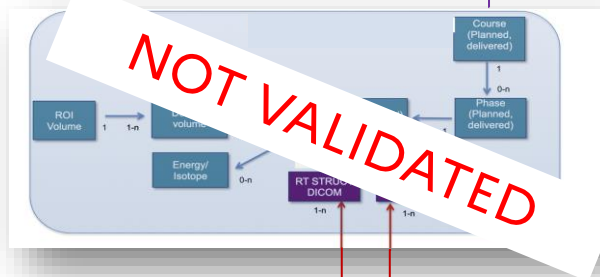 Course
(Planned,
delivered)
1
0-n
Phase
(Planned,
delivered)
1
ROI
Volume
1
1-n
volume
Energy/
Isotope
0-n
RT STRUC
DICOM
1-n
1-n
NOT VALIDATED